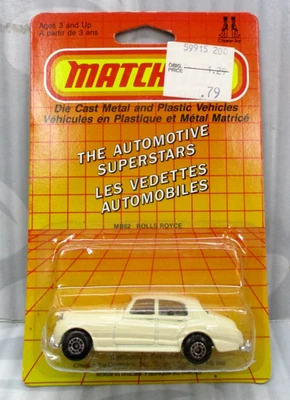 Ages 3 and Up
A partir de 3 ans
59915 200
ORIG.
PRICE 1.29
.79
MATCHB
Die Cast Metal and Plastic Vehicles
Véhicules en Plastique et Métal Matricé
THE AUTOMOTIVE
SUPERSTARS
LES VEDETTES
AUTOMOBILES
MB62 ROLLS ROYCE